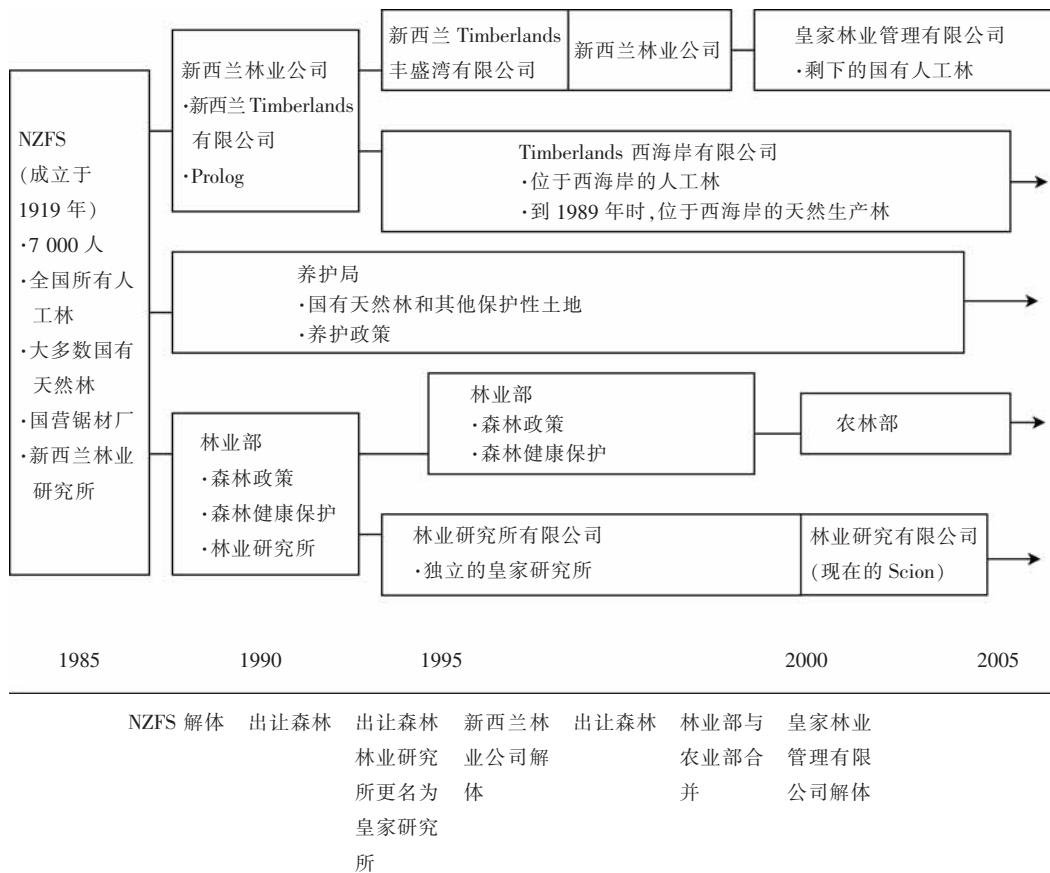 NZFS
(成立于
1919 年)
·7 000 人
·全国所有人
工林
·大多数国有
天然林
·国营锯材厂
·新西兰林业
研究所
新西兰林业公司
·新西兰 Timberlands
有限公司
·Prolog
新西兰 Timberlands
丰盛湾有限公司
新西兰林业公司
皇家林业管理有限公司
·剩下的国有人工林
Timberlands 西海岸有限公司
·位于西海岸的人工林
·到 1989 年时,位于西海岸的天然生产林
养护局
·国有天然林和其他保护性土地
·养护政策
林业部
·森林政策
·森林健康保护
·林业研究所
林业部
·森林政策
·森林健康保护
农林部
林业研究所有限公司
·独立的皇家研究所
林业研究有限公司
(现在的 Scion)
1985 1990 1995 2000 2005
NZFS 解体
出让森林
出让森林
林业研究
所更名为
皇家研究
所
新西兰林
业公司解
体
出让森林
林业部与
农业部合
并
皇家林业
管理有限
公司解体